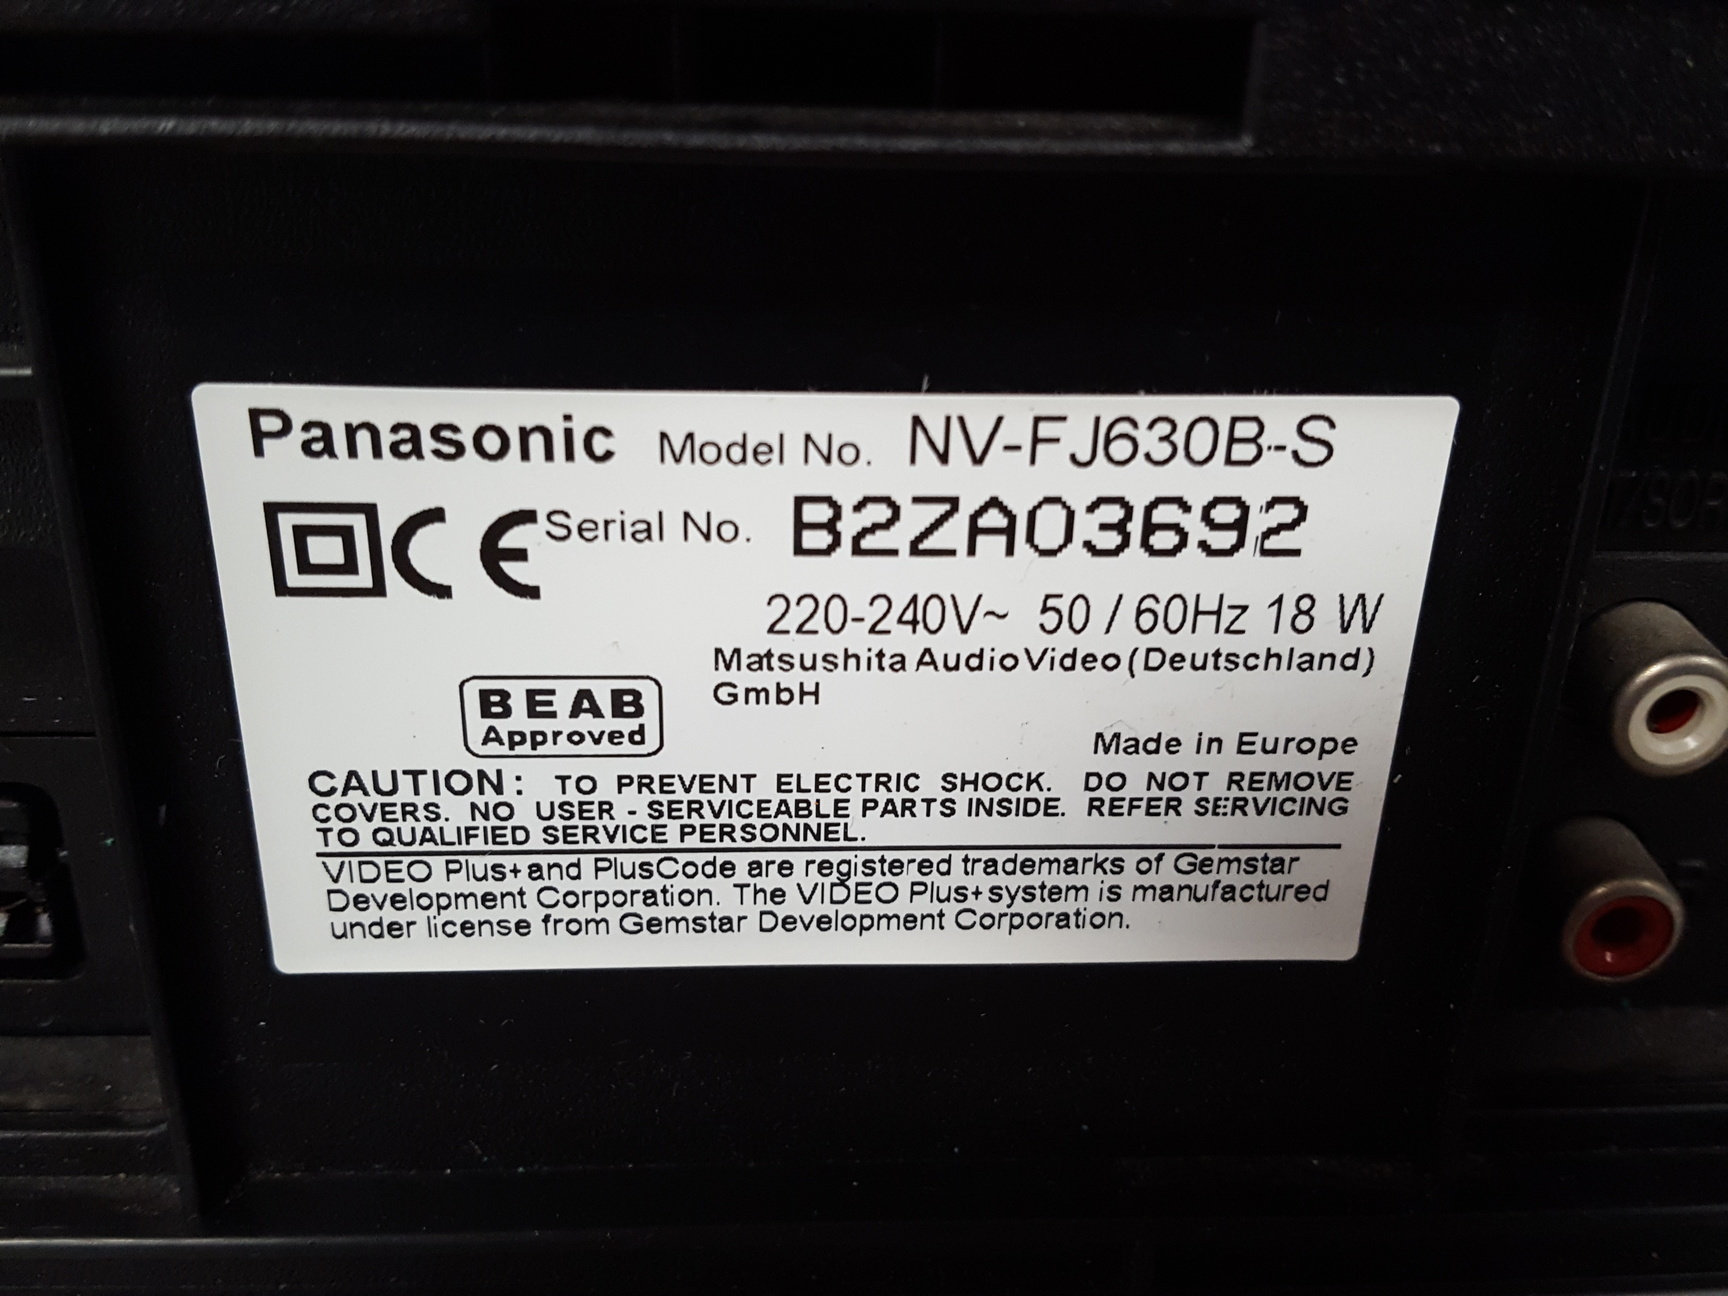 Panasonic Model No. NV-FJ630B-S
CE Serial No. B2ZA03692
220-240V~ 50 / 60Hz 18 W
Matsushita Audio Video (Deutschland)
GmbH
BEAB
Approved
Made in Europe
CAUTION: TO PREVENT ELECTRIC SHOCK. DO NOT REMOVE
COVERS. NO USER - SERVICEABLE PARTS INSIDE. REFER SERVICING
TO QUALIFIED SERVICE PERSONNEL.
VIDEO Plus+ and PlusCode are registered trademarks of Gemstar
Development Corporation. The VIDEO Plus+ system is manufactured
under license from Gemstar Development Corporation.